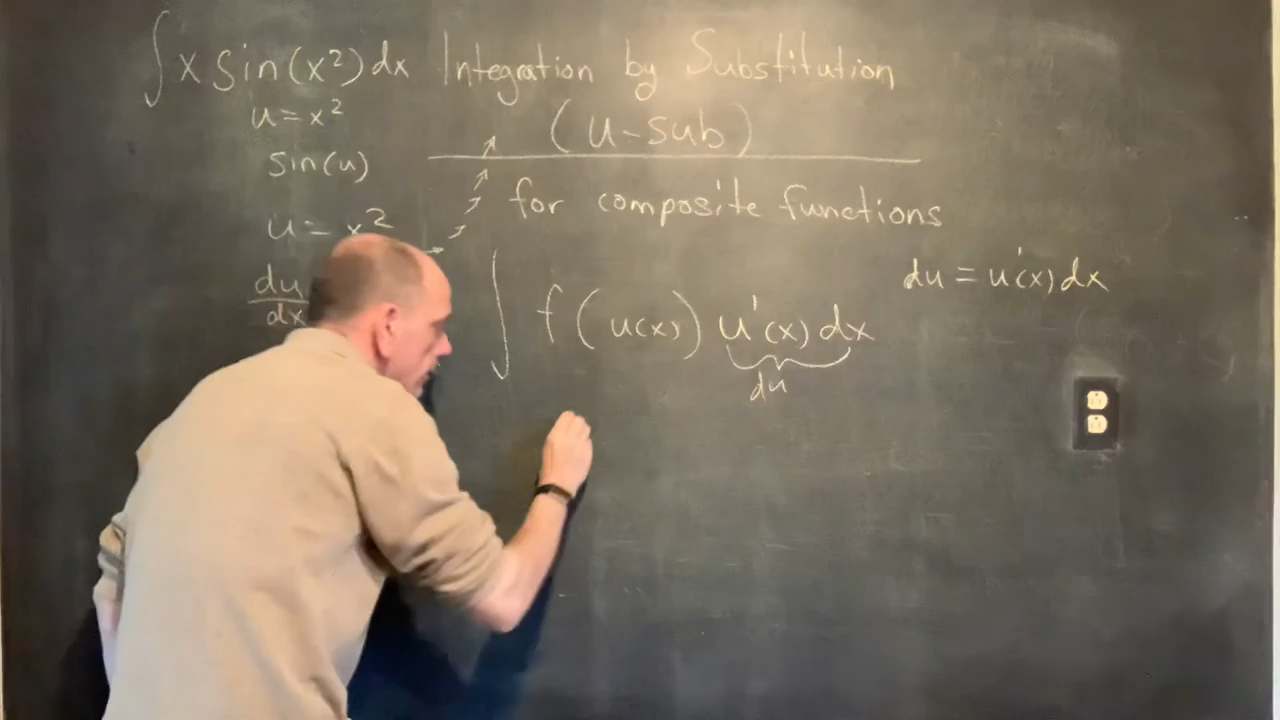 ∫ x sin(x²) dx Integration by Substitution
(u-sub)
u = x²
sin(u)
u = x²
du
dx
for composite functions
∫ f(u(x)) u'(x) dx
du
du = u'(x) dx